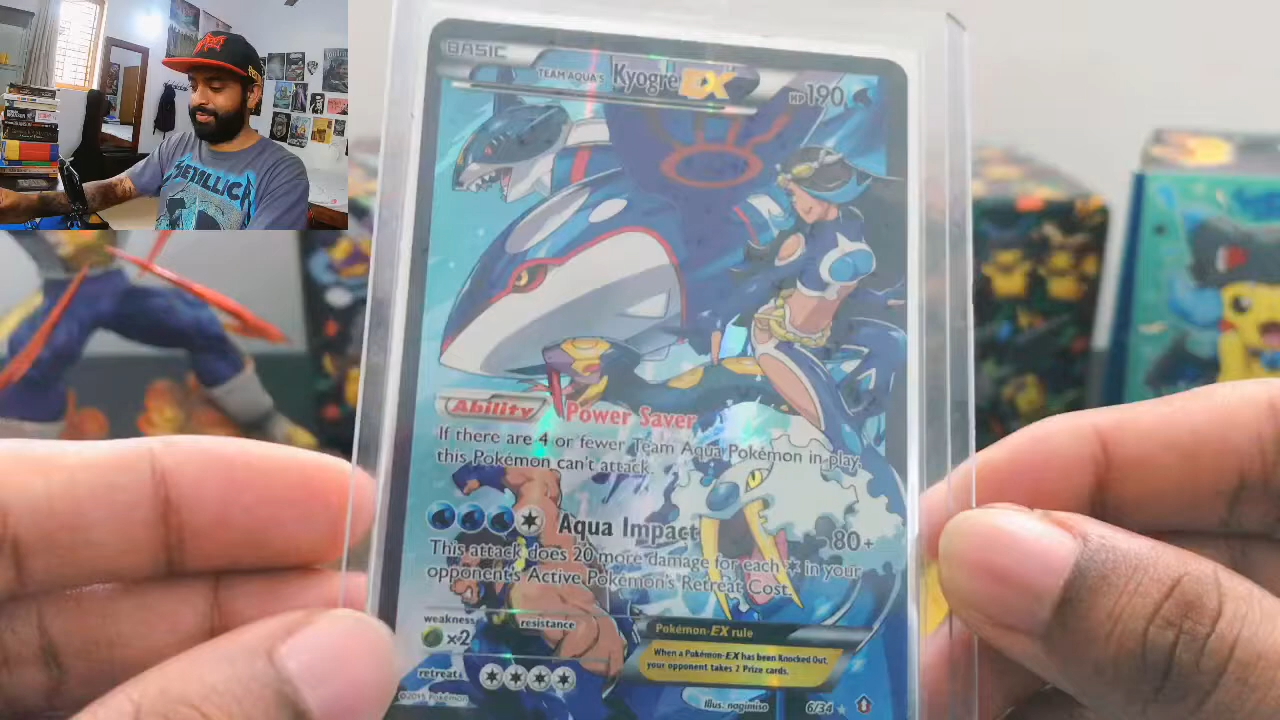 METALLICA
BASIC
TEAM AQUA'S Kyogre EX HP190
Ability Power Saver
If there are 4 or fewer Team Aqua Pokémon in play,
this Pokémon can't attack.
Aqua Impact 80+
This attack does 20 more damage for each in your
opponent's Active Pokémon's Retreat Cost.
weakness resistance
×2
retreat
Pokémon-EX rule
When a Pokémon-EX has been Knocked Out,
your opponent takes 2 Prize cards.
©2015 Pokémon
Illus. nagimiso 6/34